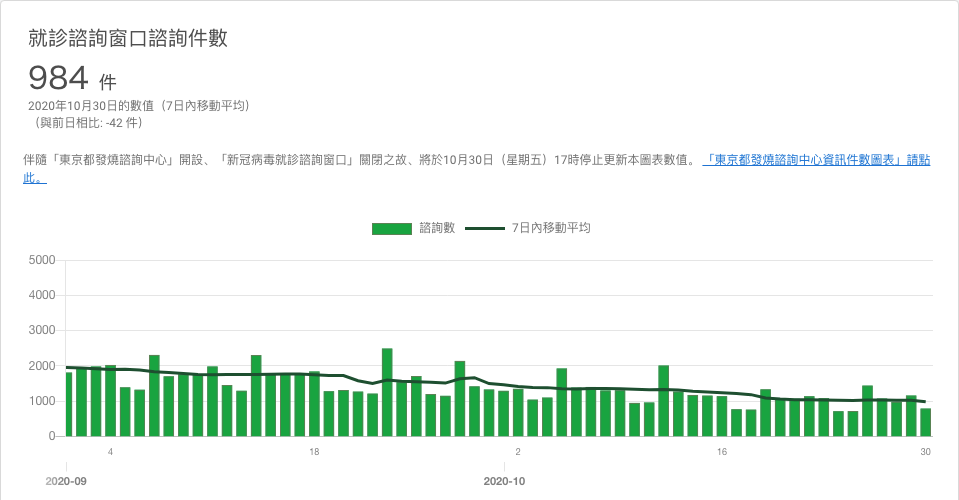 就診諮詢窗口諮詢件數
984 件
2020年10月30日的數值（7日內移動平均）
（與前日相比: -42 件）
伴隨「東京都發燒諮詢中心」開設、「新冠病毒就診諮詢窗口」關閉之故、將於10月30日（星期五）17時停止更新本圖表數值。 「東京都發燒諮詢中心資訊件數圖表」請點
此。
諮詢數 7日內移動平均
5000
4000
3000
2000
1000
0
4 18 2 16 30
2020-09 2020-10